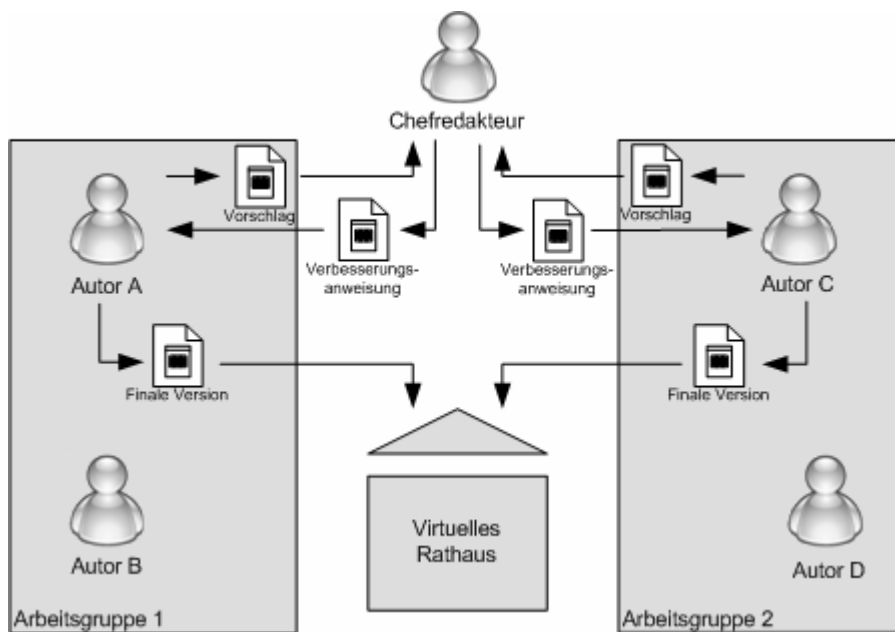 Chefredakteur
Vorschlag
Vorschlag
Verbesserungs-
anweisung
Verbesserungs-
anweisung
Autor A
Autor C
Finale Version
Finale Version
Virtuelles
Rathaus
Autor B
Autor D
Arbeitsgruppe 1
Arbeitsgruppe 2